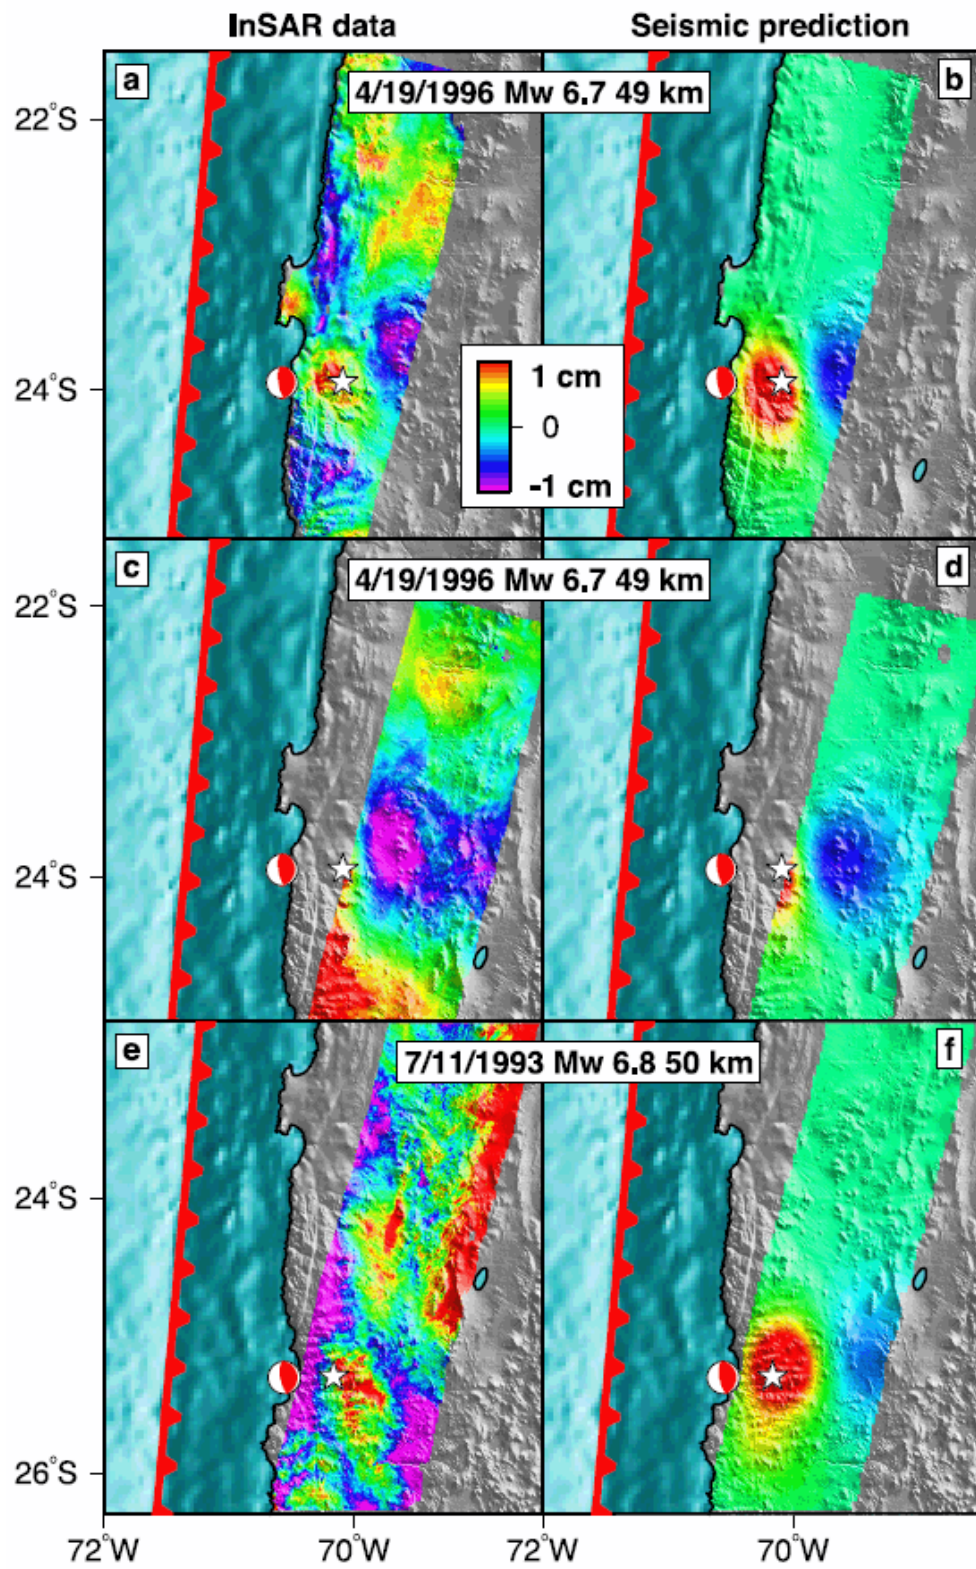 InSAR data Seismic prediction
a b
4/19/1996 Mw 6.7 49 km
22°S
1 cm
0
-1 cm
24°S
c d
4/19/1996 Mw 6.7 49 km
22°S
24°S
e f
7/11/1993 Mw 6.8 50 km
24°S
26°S
72°W 70°W 72°W 70°W